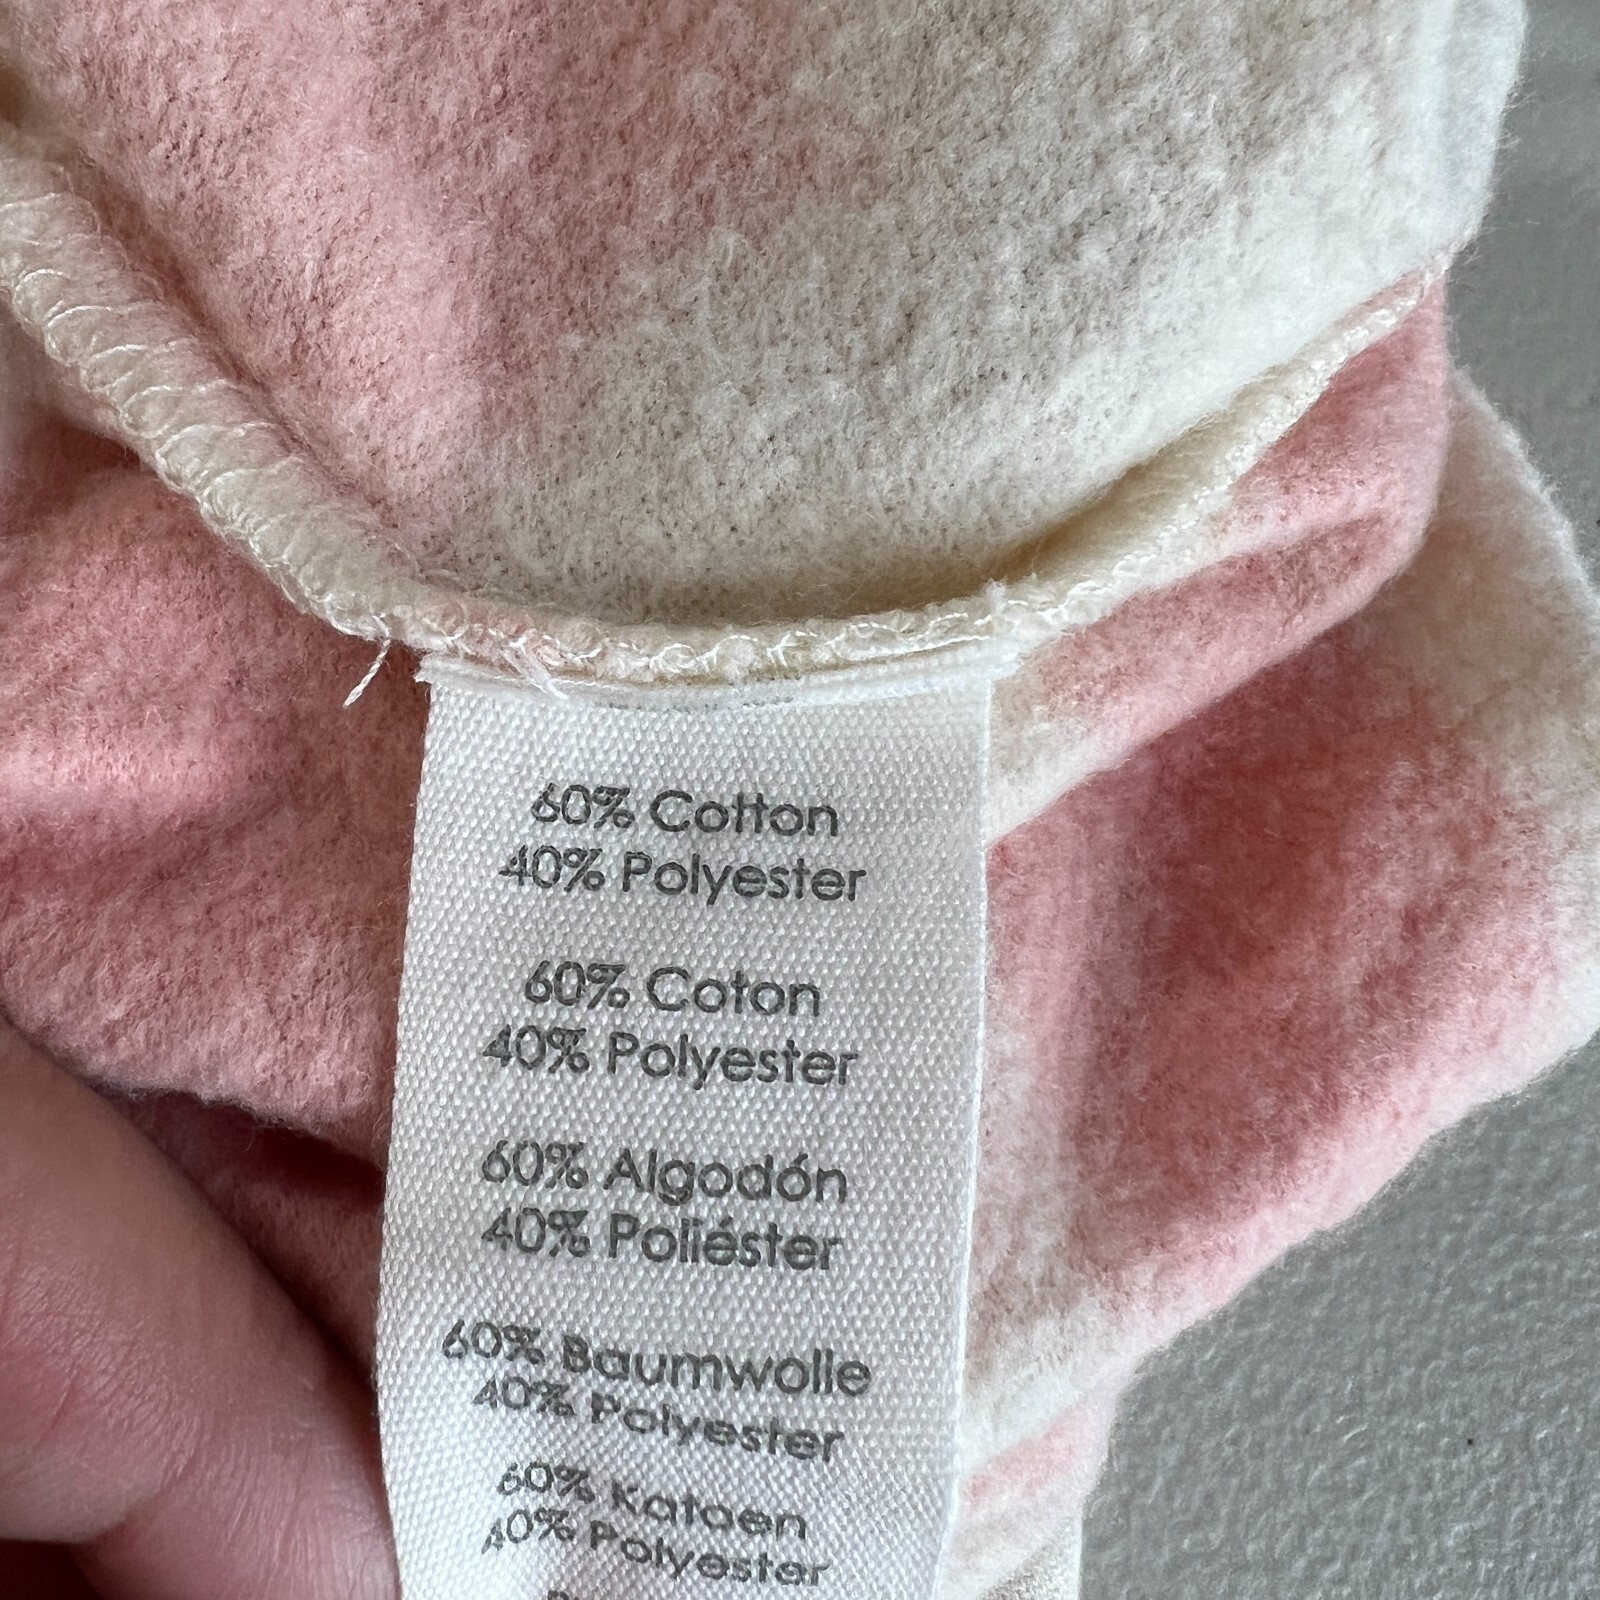 60% Cotton
40% Polyester
60% Coton
40% Polyester
60% Algodón
40% Poliéster
60% Baumwolle
40% Polyester
60% Katoen
40% Polyester